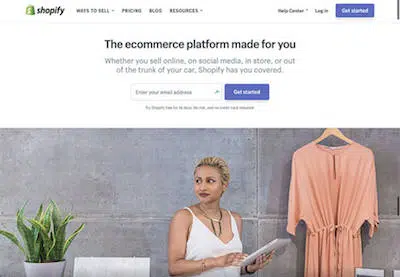 shopify
WAYS TO SELL
PRICING
BLOG
RESOURCES
Help Center
Log in
Get started
The ecommerce platform made for you
Whether you sell online, on social media, in store, or out
of the trunk of your car, Shopify has you covered.
Enter your email address
Get started
Try Shopify free for 14 days. No risk, and no credit card required.